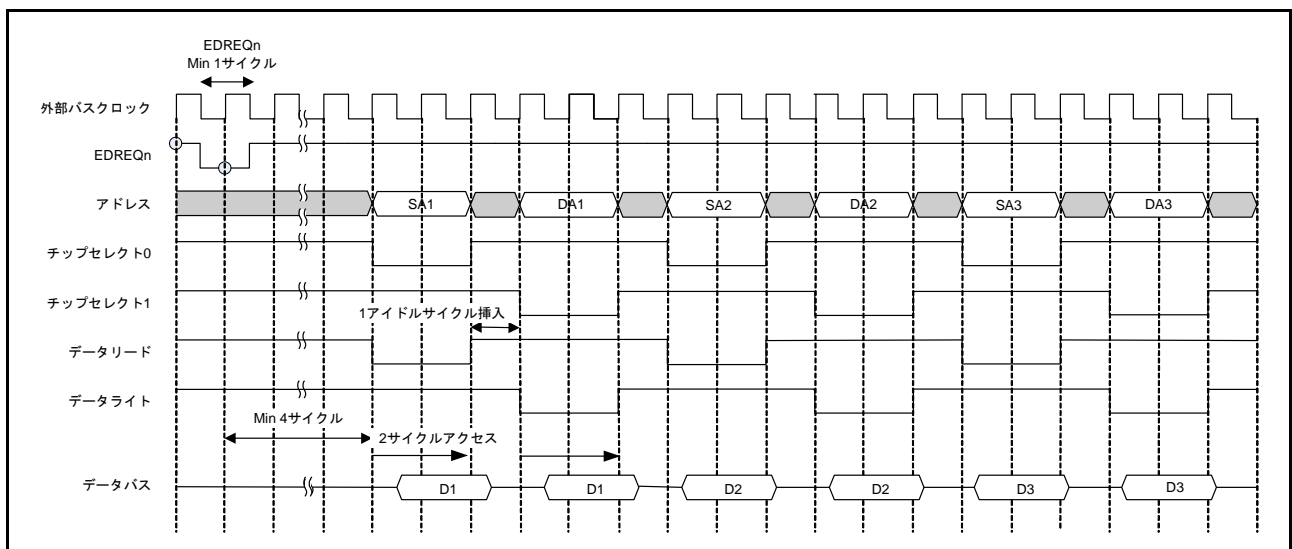 EDREQn
Min 1サイクル
外部バスクロック
EDREQn
アドレス
SA1
DA1
SA2
DA2
SA3
DA3
チップセレクト0
チップセレクト1
1アイドルサイクル挿入
データリード
データライト
Min 4サイクル
2サイクルアクセス
データバス
D1
D1
D2
D2
D3
D3